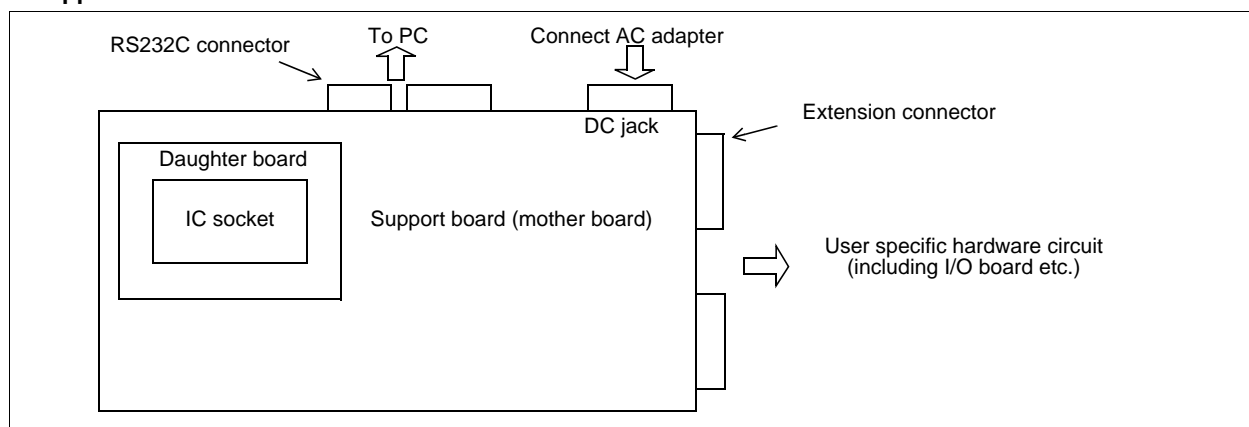 To PC
Connect AC adapter
RS232C connector
DC jack
Extension connector
Daughter board
IC socket
Support board (mother board)
User specific hardware circuit
(including I/O board etc.)